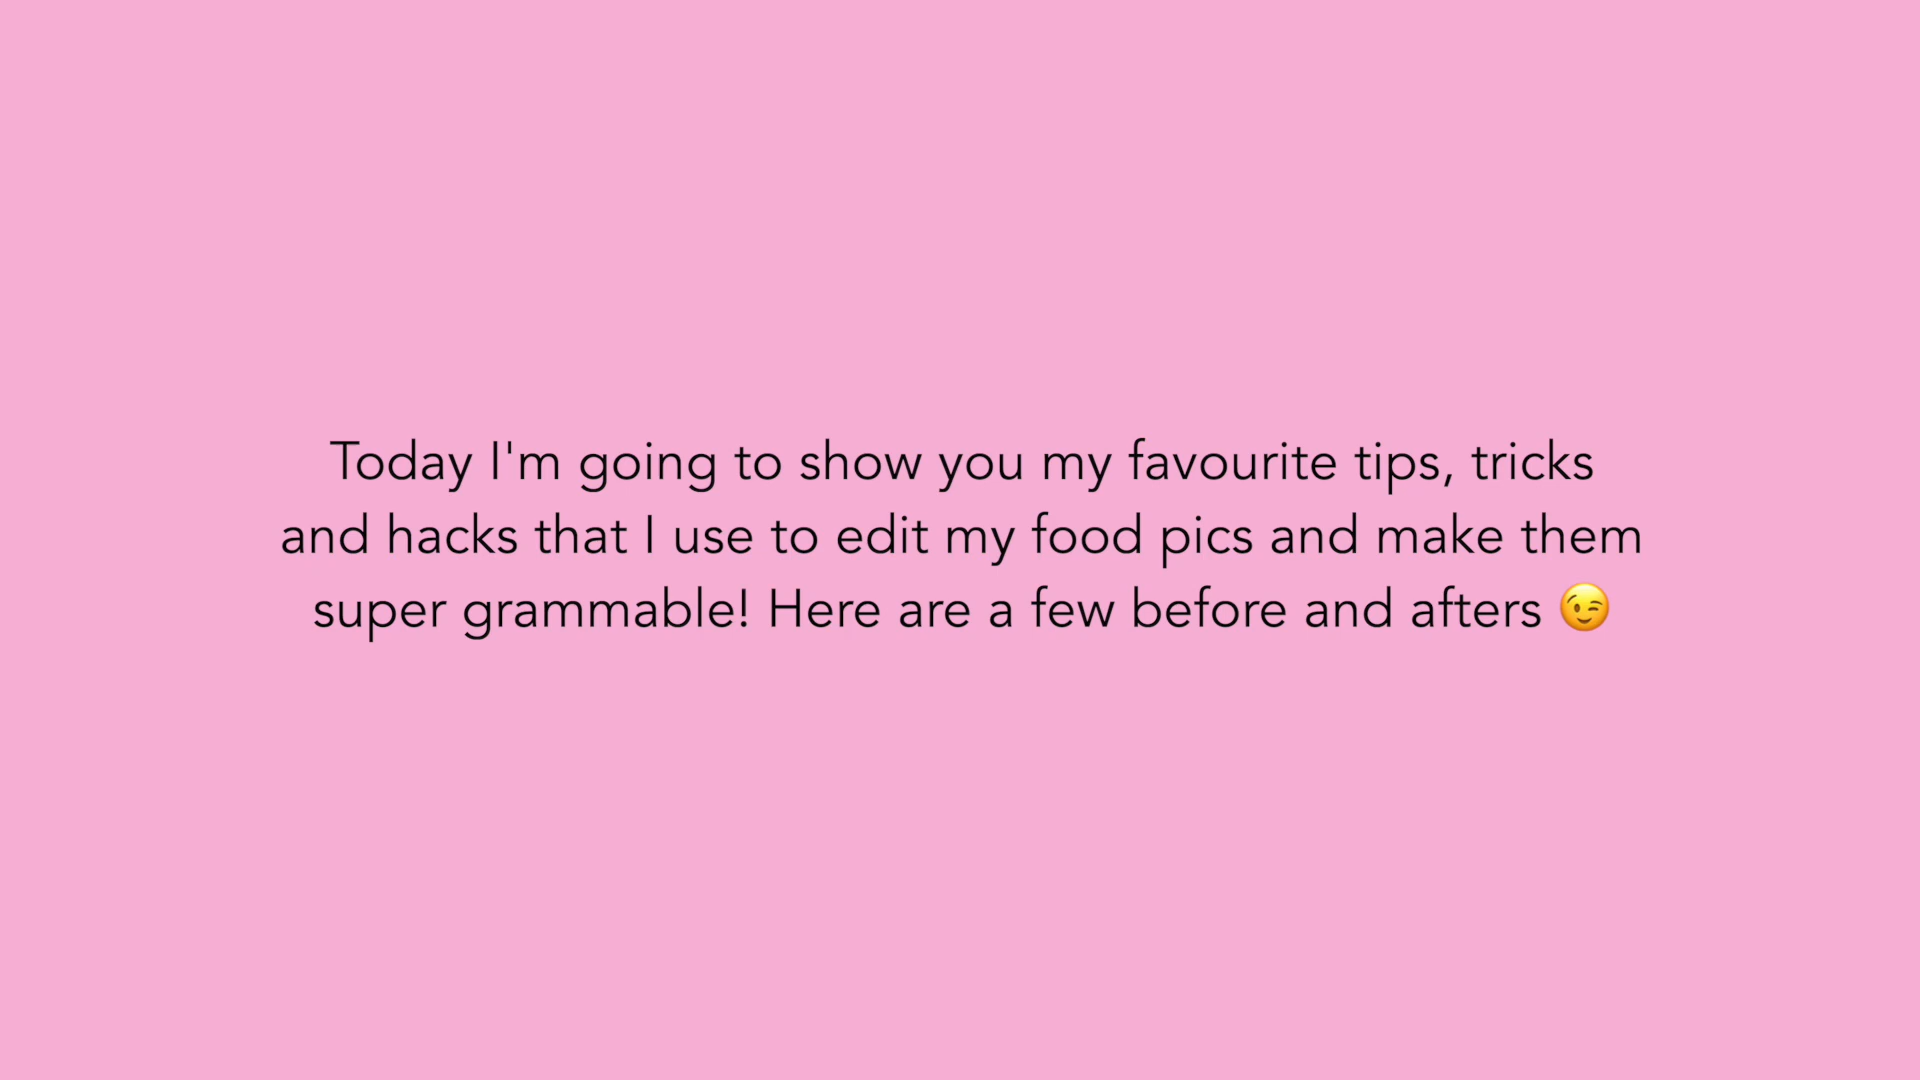 Today I'm going to show you my favourite tips, tricks
and hacks that I use to edit my food pics and make them
super grammable! Here are a few before and afters 😉